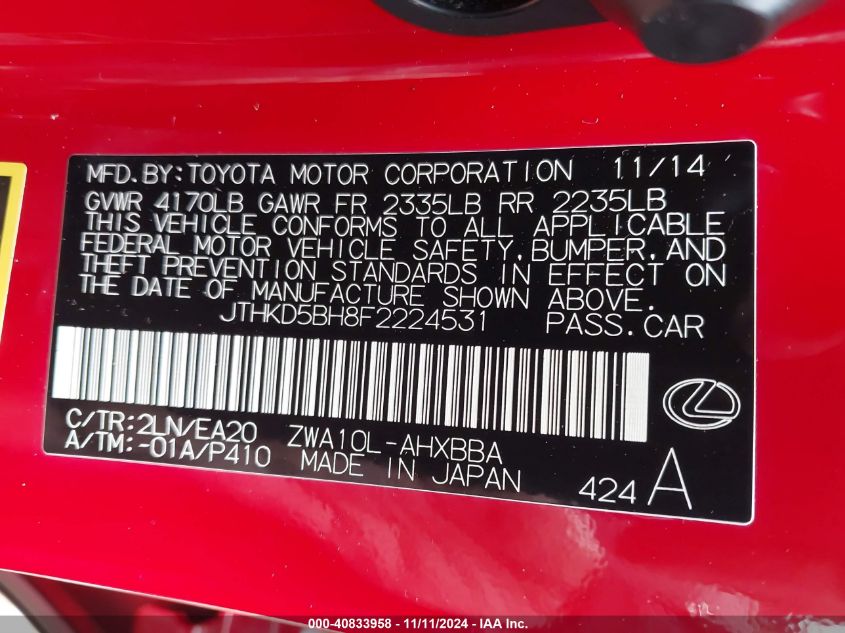 MFD. BY: TOYOTA MOTOR CORPORATION 11/14
GVWR 4170LB GAWR FR 2335LB RR 2235LB
THIS VEHICLE CONFORMS TO ALL APPLICABLE
FEDERAL MOTOR VEHICLE SAFETY, BUMPER, AND
THEFT PREVENTION STANDARDS IN EFFECT ON
THE DATE OF MANUFACTURE SHOWN ABOVE.
JTHKD5BH8F2224531 PASS. CAR
C/TR: 2LN/EA20 ZWA10L-AHXBBA
A/TM: -01A/P410 MADE IN JAPAN
424 A
000-40833958 - 11/11/2024 - IAA Inc.